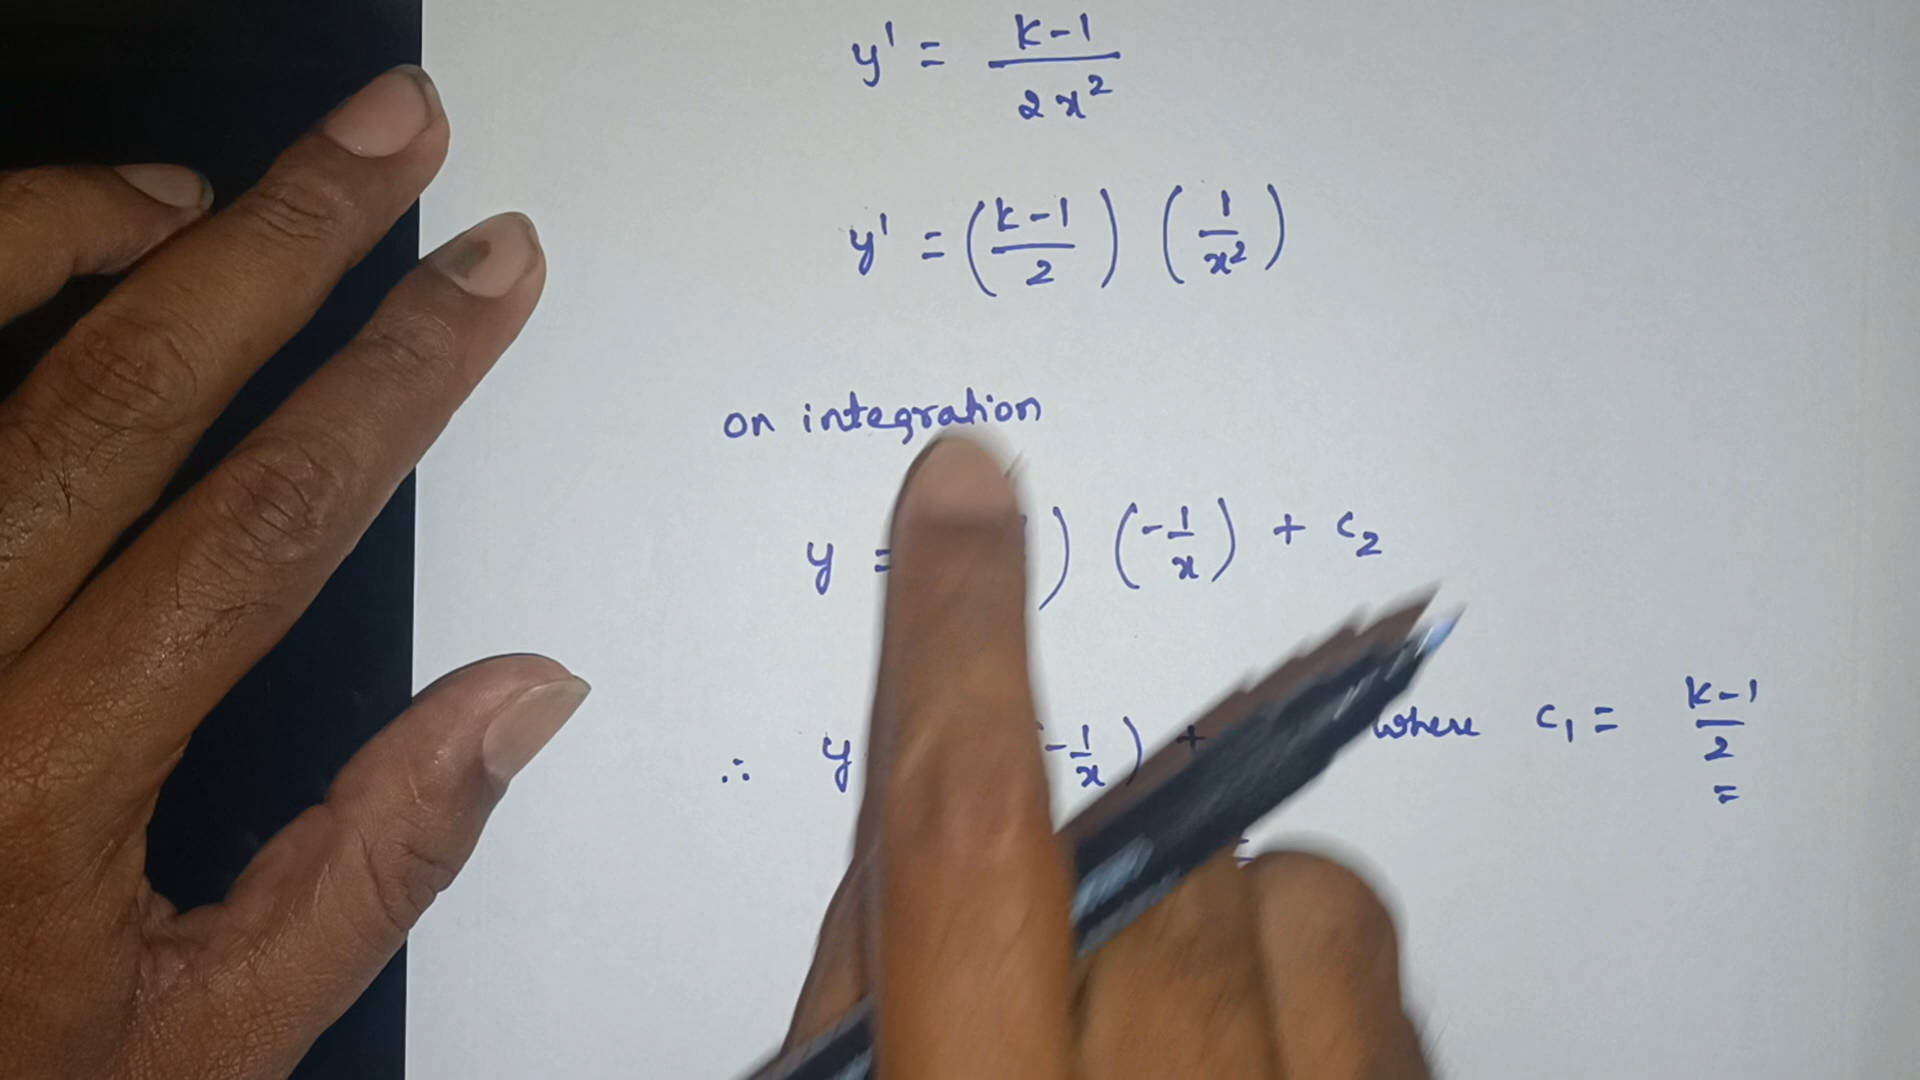 y' = (k-1)/(2x²)
y' = ((k-1)/2) (1/x²)
on integration
y = ) (-1/x) + c₂
∴ y -1/x) + where c₁ = (k-1)/2